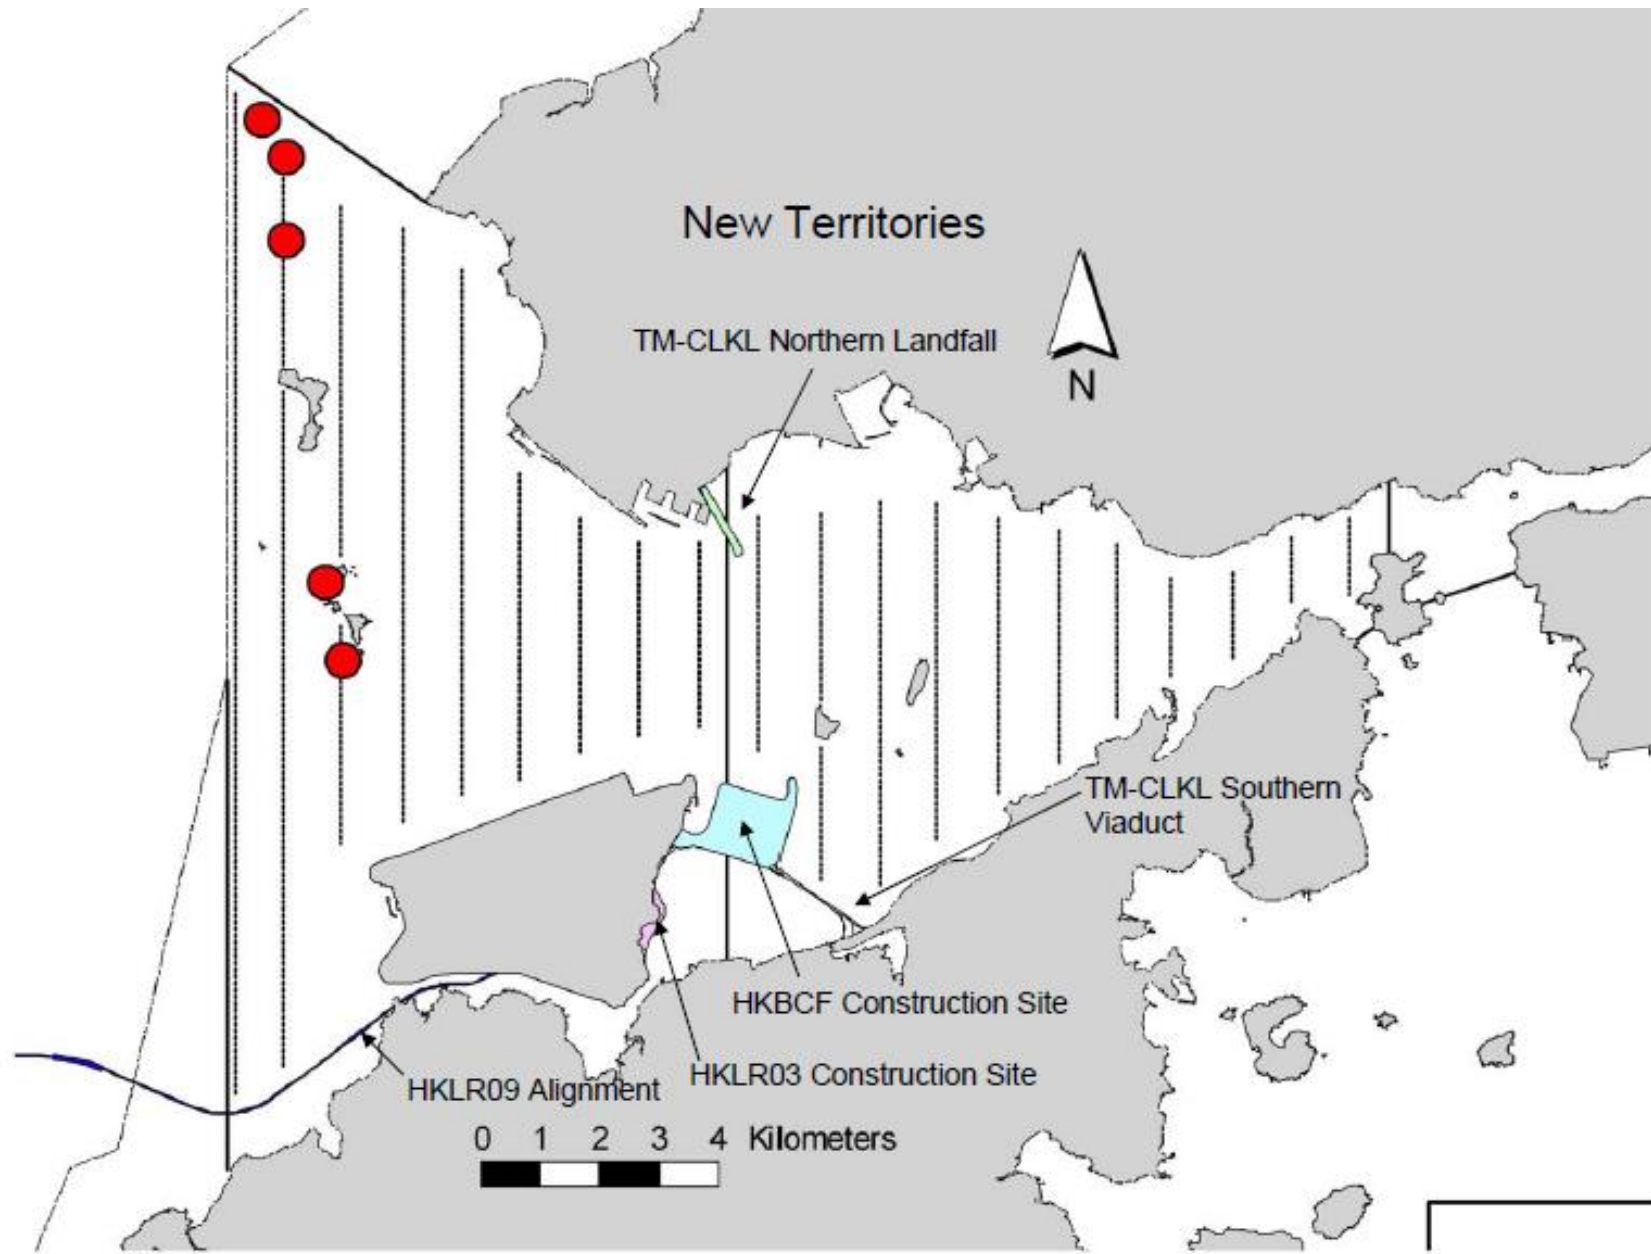 New Territories
TM-CLKL Northern Landfall
N
TM-CLKL Southern
Viaduct
HKBCF Construction Site
HKLR03 Construction Site
HKLR09 Alignment
0 1 2 3 4 Kilometers